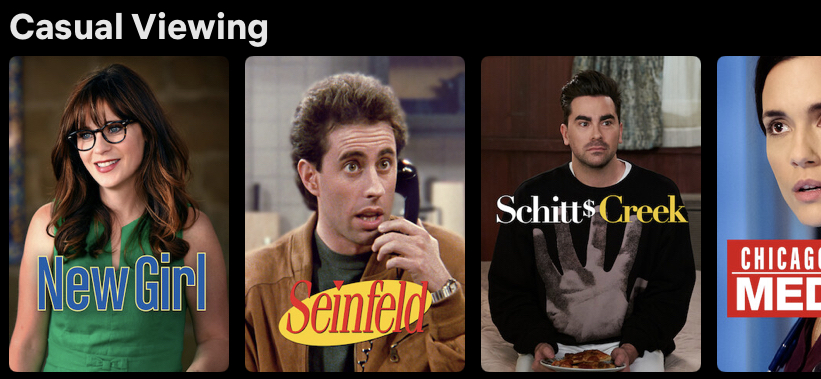 Casual Viewing
New Girl
Seinfeld
Schitt$ Creek
CHICAGO
MED